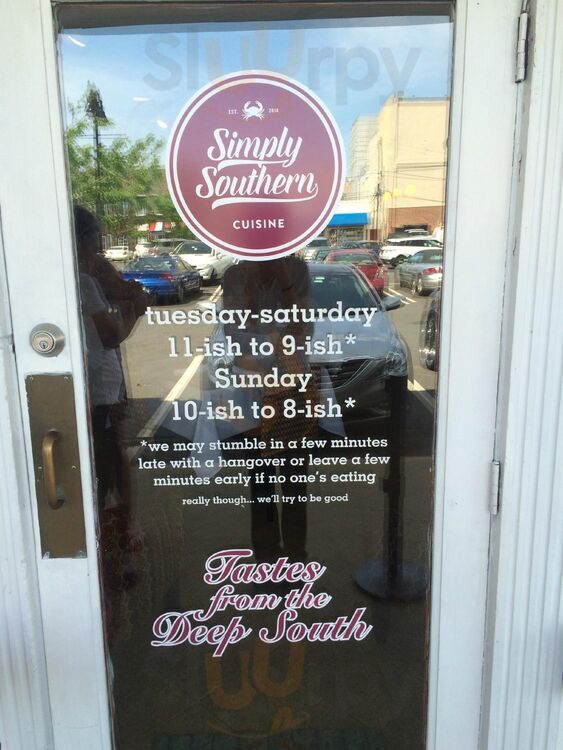 Sluurpy
EST. 2014
Simply
Southern
CUISINE
tuesday-saturday
11-ish to 9-ish*
Sunday
10-ish to 8-ish*
*we may stumble in a few minutes
late with a hangover or leave a few
minutes early if no one's eating
really though... we'll try to be good
Tastes
from the
Deep South
Sluurpy